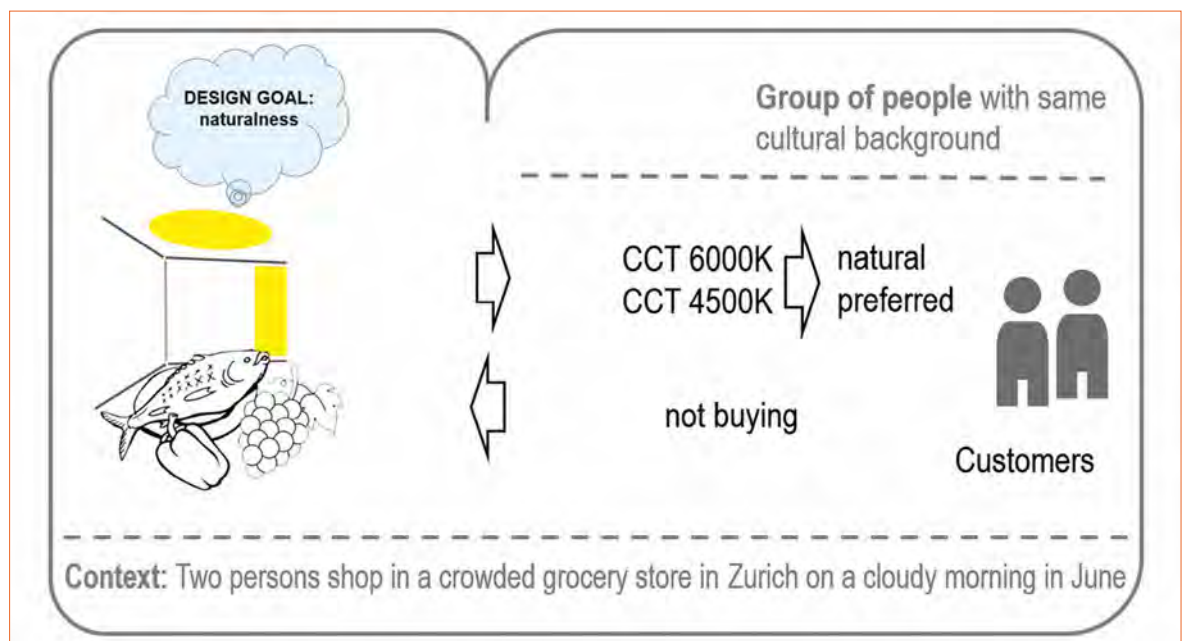 DESIGN GOAL:
naturalness
Group of people with same
cultural background
CCT 6000K
natural
CCT 4500K
preferred
not buying
Customers
Context: Two persons shop in a crowded grocery store in Zurich on a cloudy morning in June